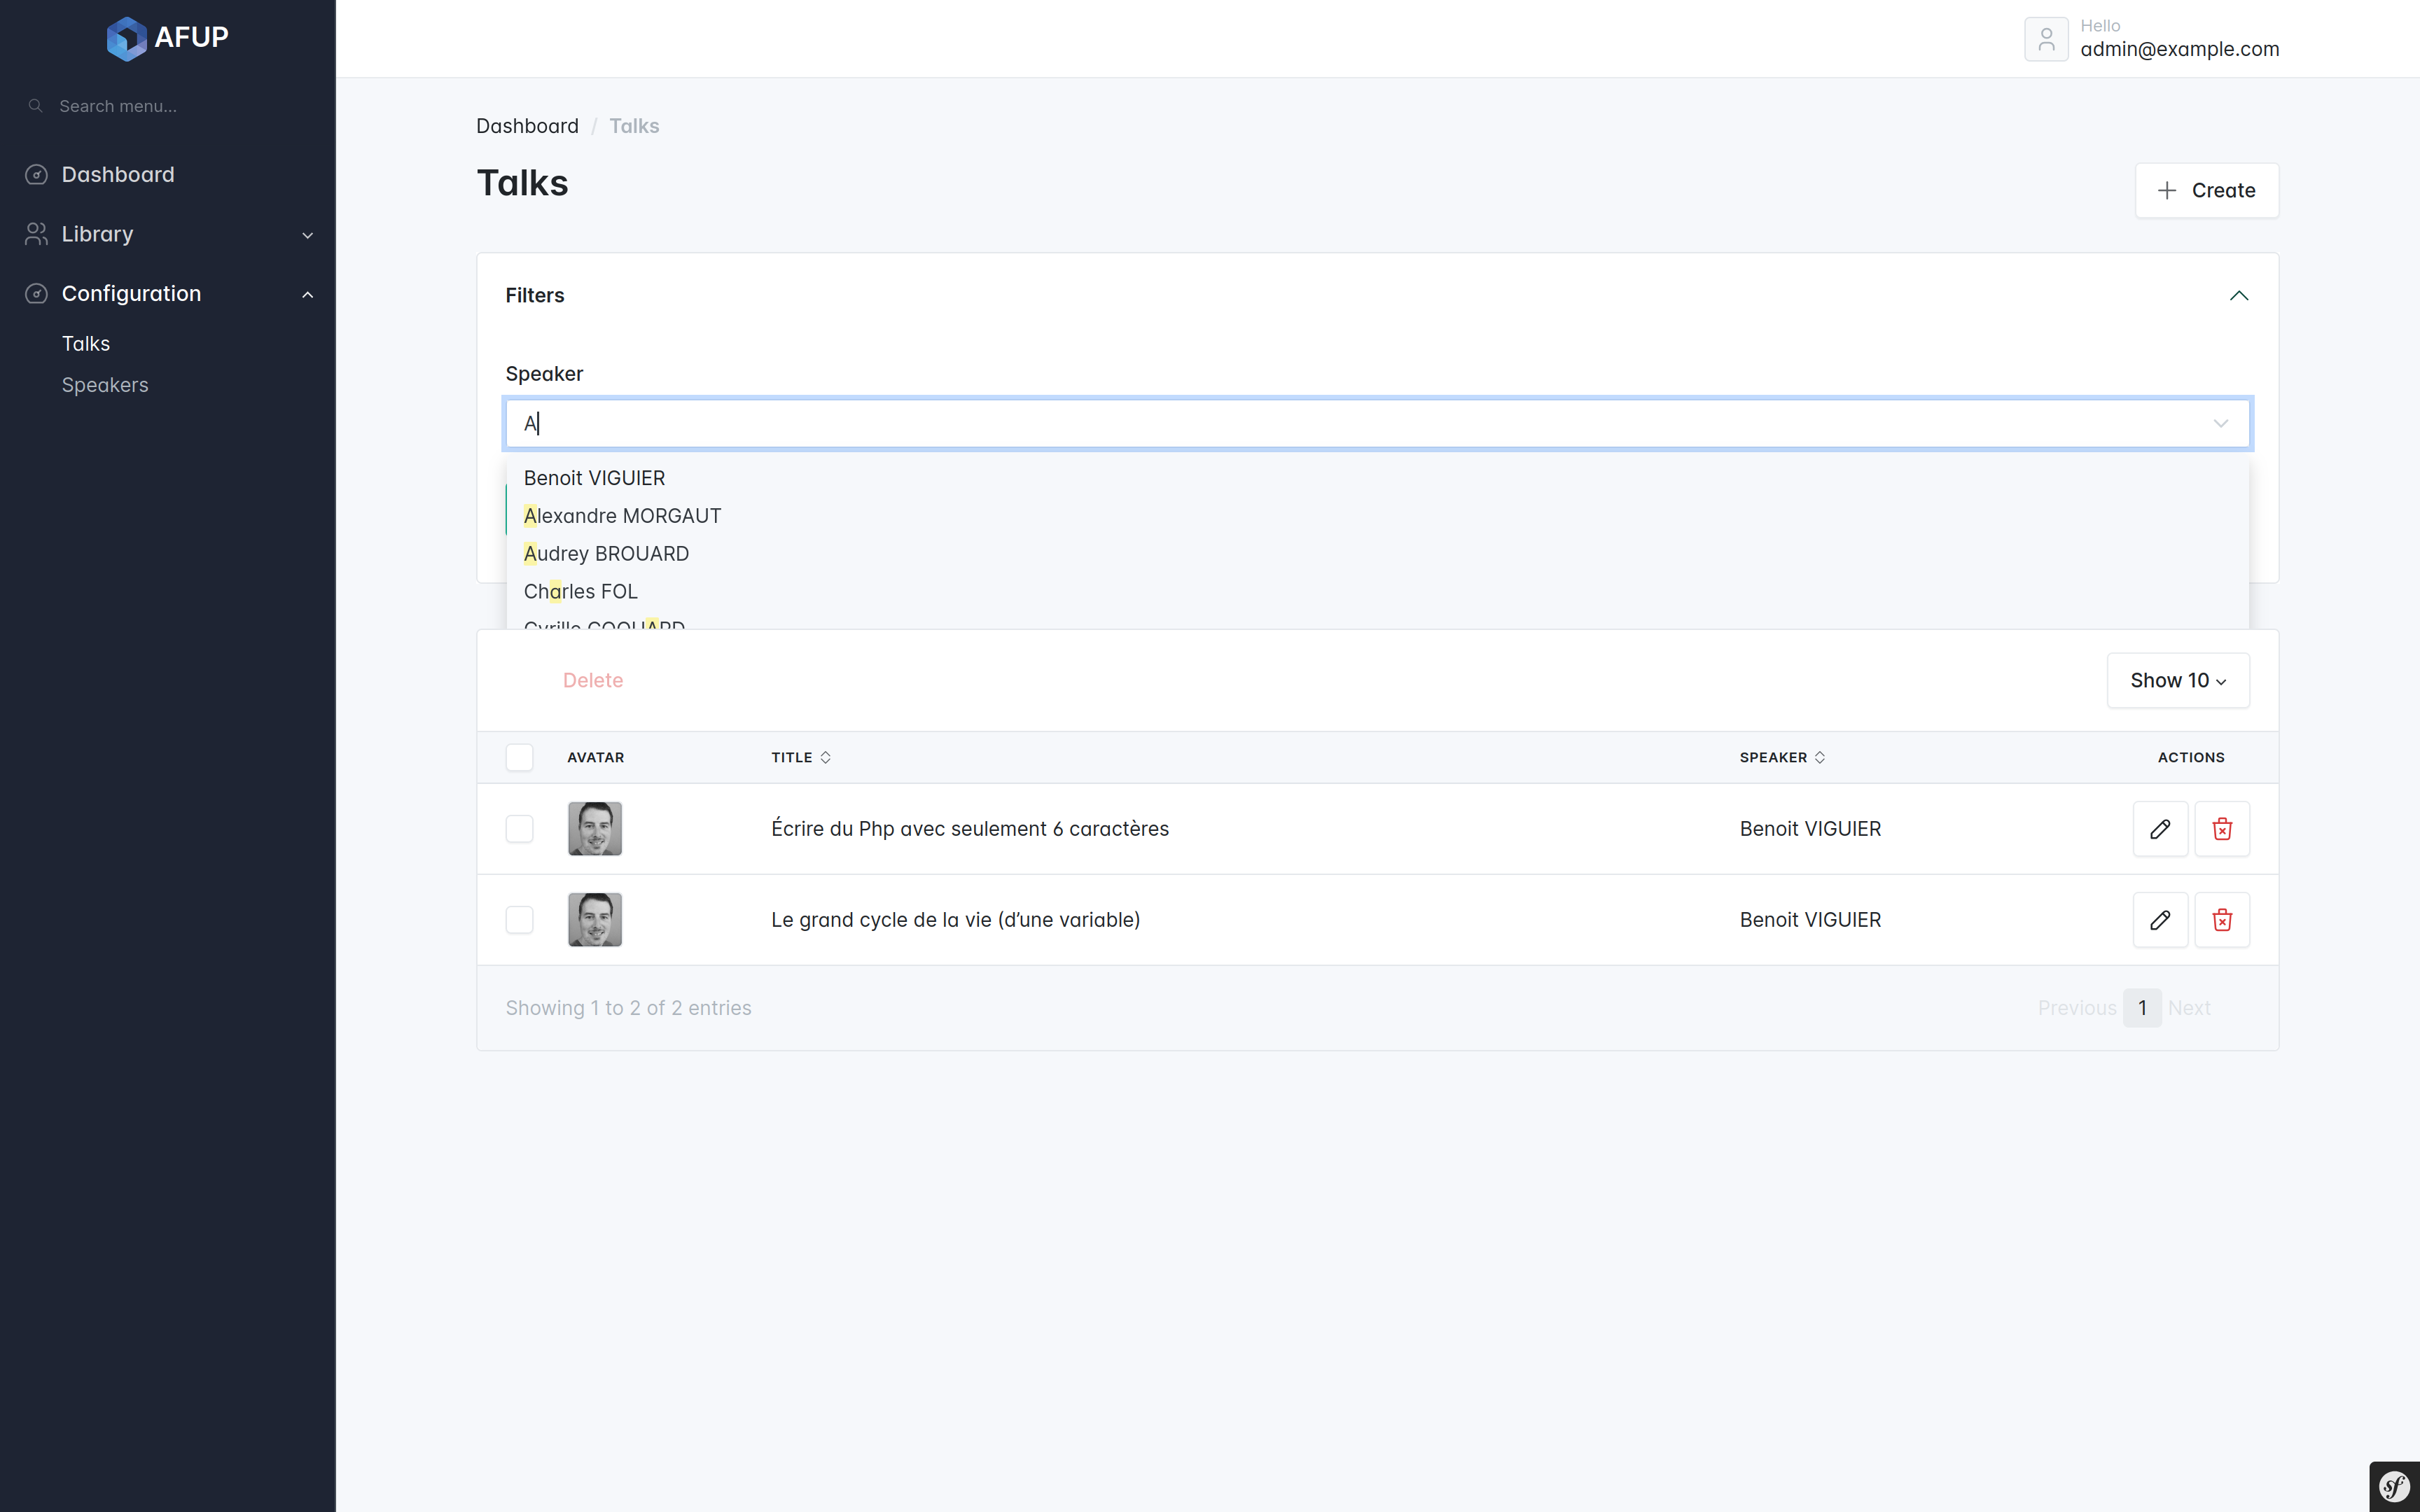 AFUP
Search menu...
Dashboard
Library
Configuration
Talks
Speakers
Hello
admin@example.com
Dashboard / Talks
Talks
Create
Filters
Speaker
A
Benoit VIGUIER
Alexandre MORGAUT
Audrey BROUARD
Charles FOL
Cyrille COQUARD
Delete
Show 10
AVATAR TITLE SPEAKER ACTIONS
Écrire du Php avec seulement 6 caractères Benoit VIGUIER
Le grand cycle de la vie (d’une variable) Benoit VIGUIER
Showing 1 to 2 of 2 entries
Previous 1 Next
sf